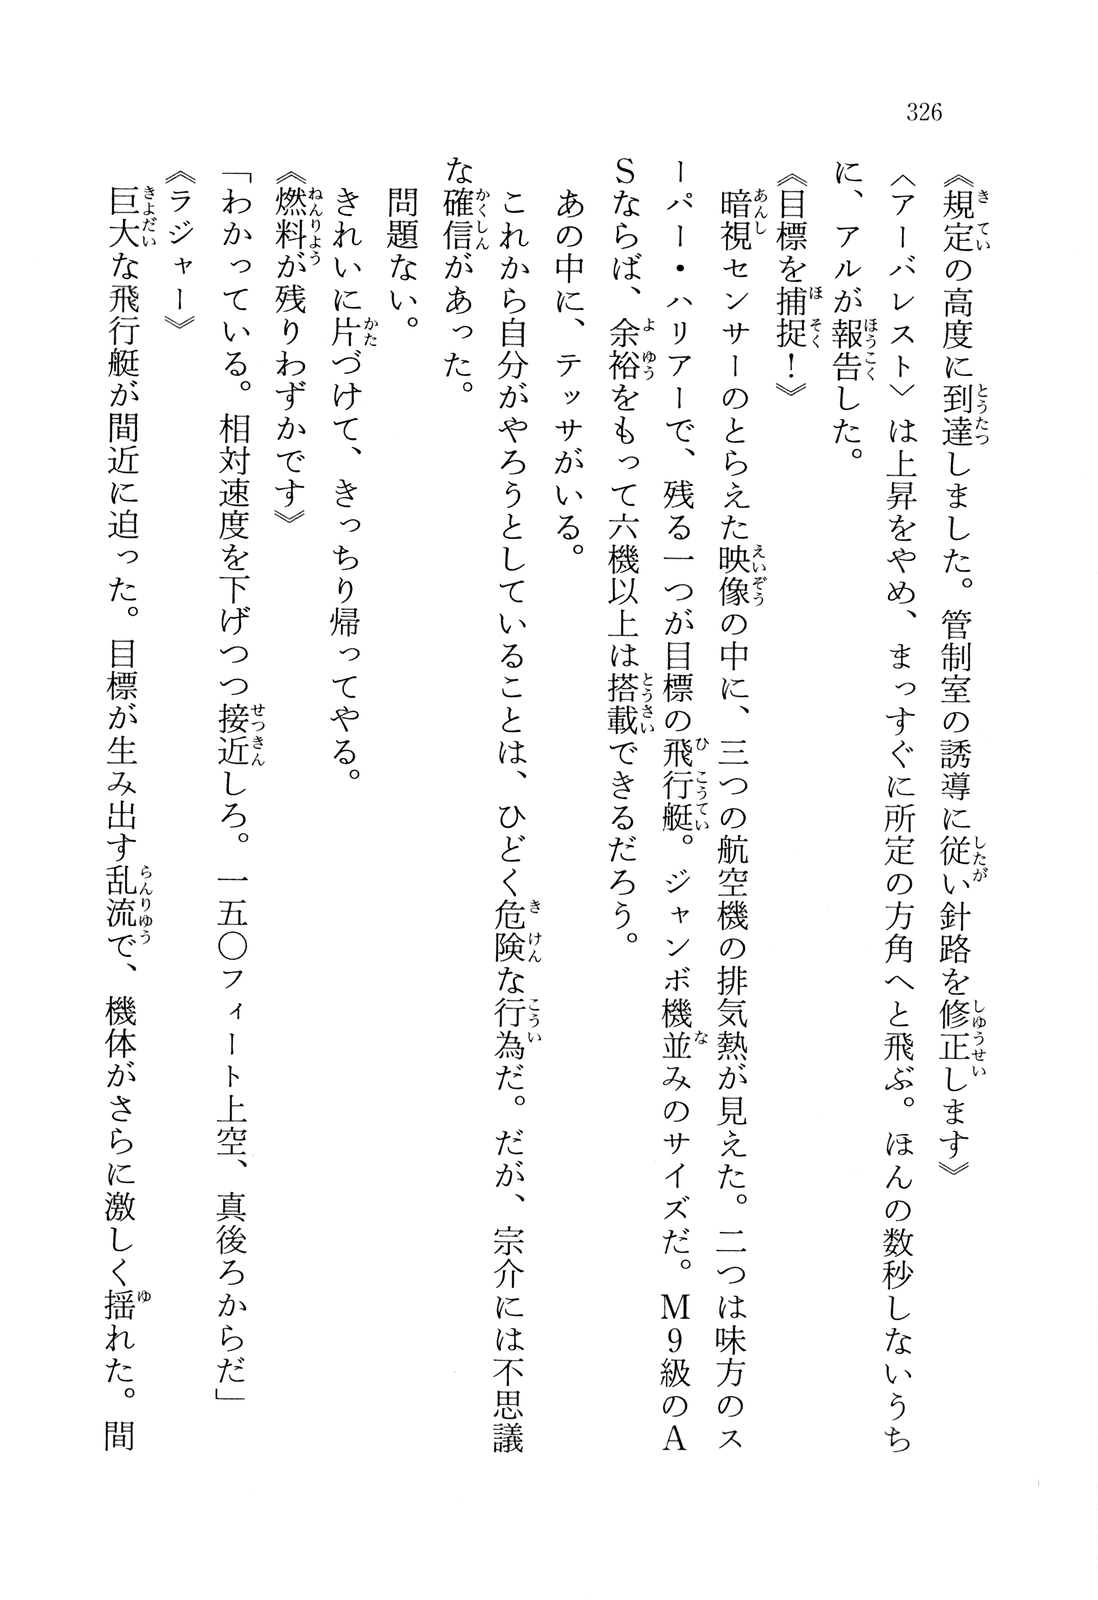 326
《規定の高度に到達しました。管制室の誘導に従い針路を修正します》
〈アーバレスト〉は上昇をやめ、まっすぐに所定の方角へと飛ぶ。ほんの数秒しないうち
に、アルが報告した。
《目標を捕捉！》
暗視センサーのとらえた映像の中に、三つの航空機の排気熱が見えた。二つは味方のス
ーパー・ハリアーで、残る一つが目標の飛行艇。ジャンボ機並みのサイズだ。M9級のA
Sならば、余裕をもって六機以上は搭載できるだろう。
あの中に、テッサがいる。
これから自分がやろうとしていることは、ひどく危険な行為だ。だが、宗介には不思議
な確信があった。
問題ない。
きれいに片づけて、きっちり帰ってやる。
《燃料が残りわずかです》
「わかっている。相対速度を下げつつ接近しろ。一五〇フィート上空、真後ろからだ」
《ラジャー》
巨大な飛行艇が間近に迫った。目標が生み出す乱流で、機体がさらに激しく揺れた。間